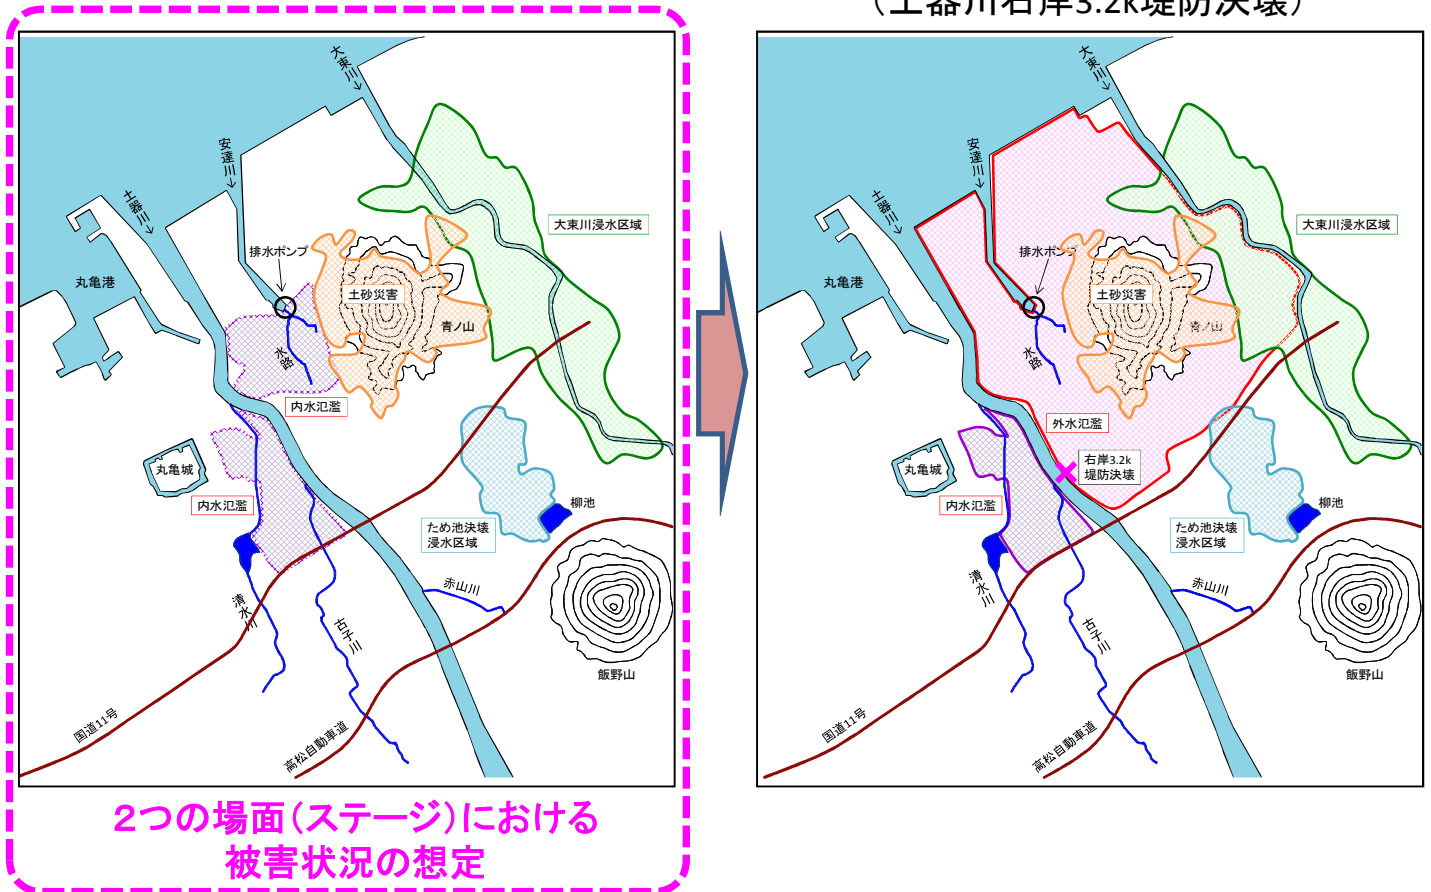 （土器川右岸3.2k堤防決壊）
大束川↓
安達川↓
土器川↓
排水ポンプ
大束川浸水区域
丸亀港
土砂災害
青ノ山
水路
内水氾濫
丸亀城
内水氾濫
柳池
ため池決壊
浸水区域
清水川
赤山川
古子川
飯野山
国道11号
高松自動車道
２つの場面（ステージ）における
被害状況の想定
大束川↓
安達川↓
土器川↓
排水ポンプ
大束川浸水区域
丸亀港
土砂災害
青ノ山
水路
外水氾濫
右岸3.2k
堤防決壊
丸亀城
内水氾濫
柳池
ため池決壊
浸水区域
清水川
赤山川
古子川
飯野山
国道11号
高松自動車道